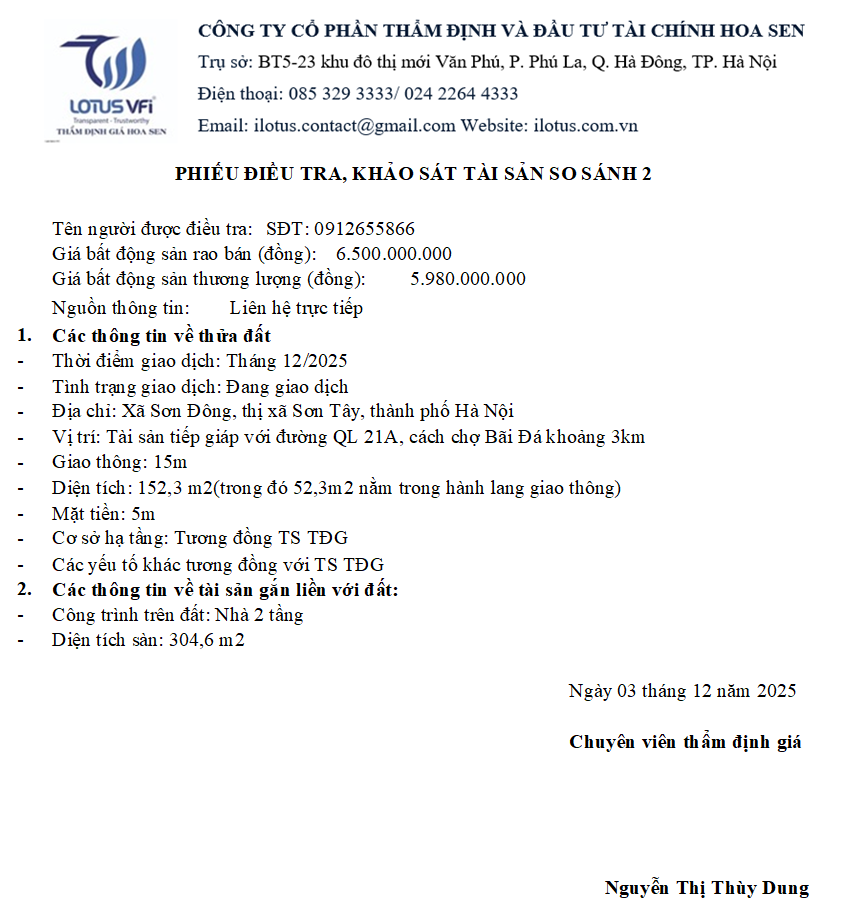 CÔNG TY CỔ PHẦN THẨM ĐỊNH VÀ ĐẦU TƯ TÀI CHÍNH HOA SEN
Trụ sở: BT5-23 khu đô thị mới Văn Phú, P. Phú La, Q. Hà Đông, TP. Hà Nội
Điện thoại: 085 329 3333/ 024 2264 4333
Email: ilotus.contact@gmail.com Website: ilotus.com.vn
LOTUS VFi
Transparent - Trustworthy
THẨM ĐỊNH GIÁ HOA SEN
PHIẾU ĐIỀU TRA, KHẢO SÁT TÀI SẢN SO SÁNH 2
Tên người được điều tra: SĐT: 0912655866
Giá bất động sản rao bán (đồng): 6.500.000.000
Giá bất động sản thương lượng (đồng): 5.980.000.000
Nguồn thông tin: Liên hệ trực tiếp
1. Các thông tin về thửa đất
- Thời điểm giao dịch: Tháng 12/2025
- Tình trạng giao dịch: Đang giao dịch
- Địa chỉ: Xã Sơn Đông, thị xã Sơn Tây, thành phố Hà Nội
- Vị trí: Tài sản tiếp giáp với đường QL 21A, cách chợ Bãi Đá khoảng 3km
- Giao thông: 15m
- Diện tích: 152,3 m2(trong đó 52,3m2 nằm trong hành lang giao thông)
- Mặt tiền: 5m
- Cơ sở hạ tầng: Tương đồng TS TĐG
- Các yếu tố khác tương đồng với TS TĐG
2. Các thông tin về tài sản gắn liền với đất:
- Công trình trên đất: Nhà 2 tầng
- Diện tích sàn: 304,6 m2
Ngày 03 tháng 12 năm 2025
Chuyên viên thẩm định giá
Nguyễn Thị Thùy Dung